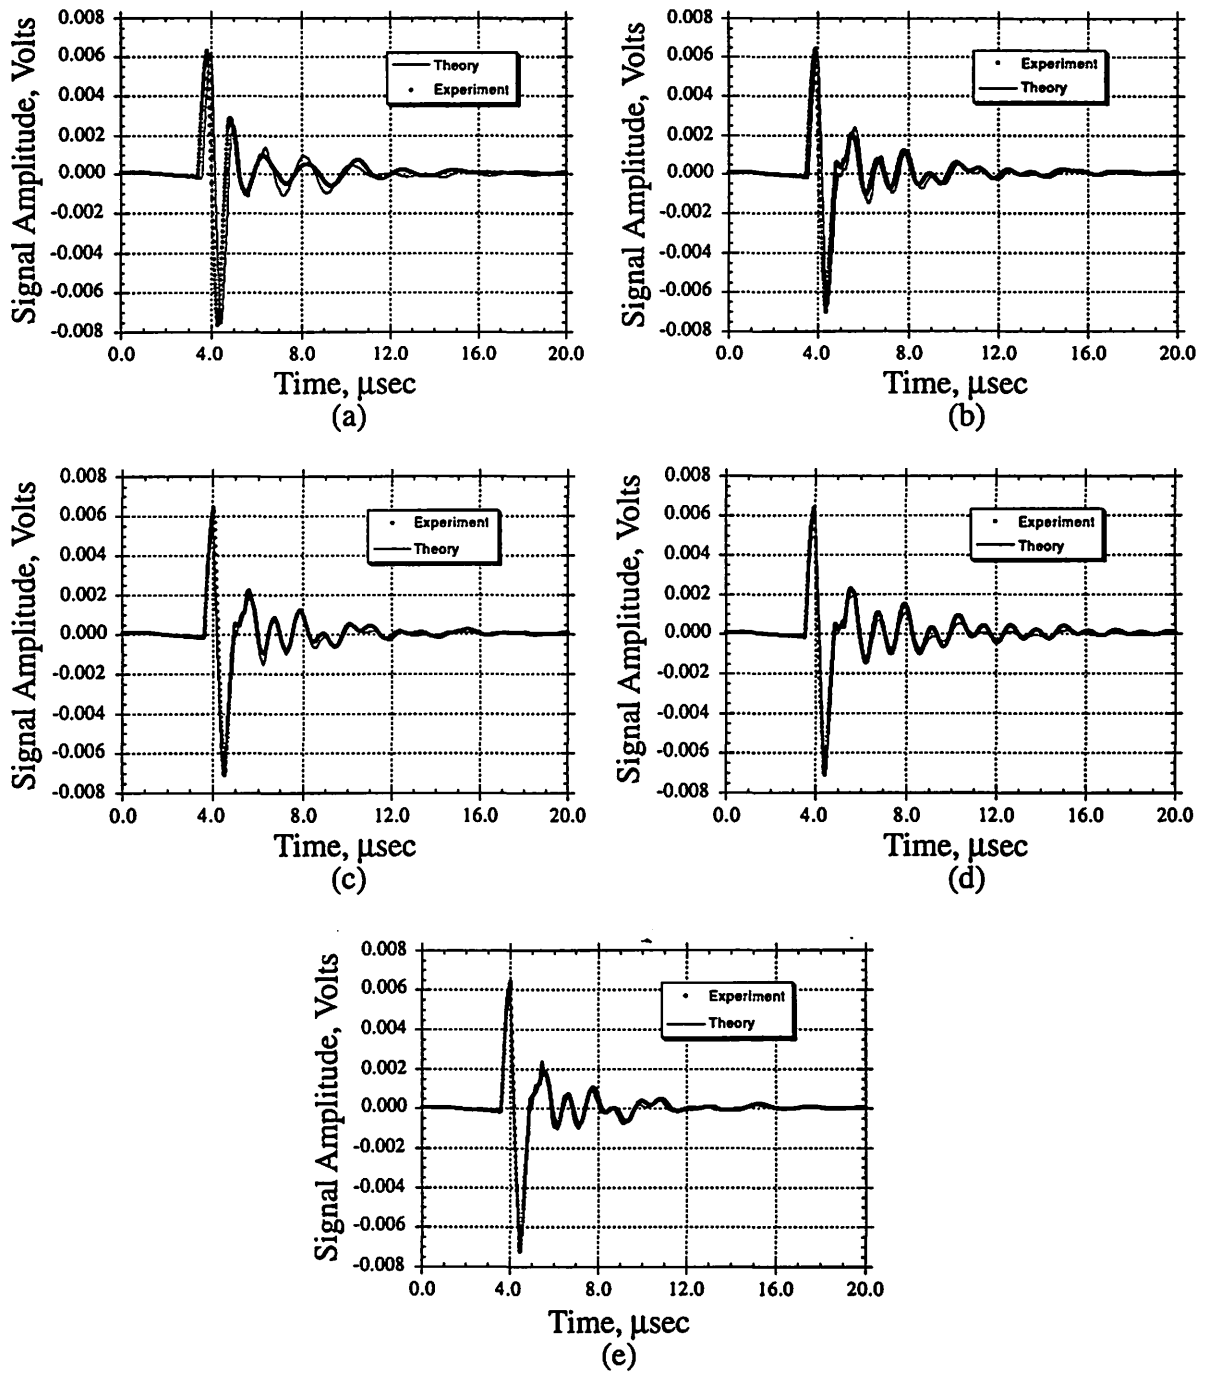 Signal Amplitude, Volts
0.008
0.006
0.004
0.002
0.000
-0.002
-0.004
-0.006
-0.008
Theory
Experiment
0.0 4.0 8.0 12.0 16.0 20.0
Time, μsec
(a)
Signal Amplitude, Volts
0.008
0.006
0.004
0.002
0.000
-0.002
-0.004
-0.006
-0.008
Experiment
Theory
0.0 4.0 8.0 12.0 16.0 20.0
Time, μsec
(b)
Signal Amplitude, Volts
0.008
0.006
0.004
0.002
0.000
-0.002
-0.004
-0.006
-0.008
Experiment
Theory
0.0 4.0 8.0 12.0 16.0 20.0
Time, μsec
(c)
Signal Amplitude, Volts
0.008
0.006
0.004
0.002
0.000
-0.002
-0.004
-0.006
-0.008
Experiment
Theory
0.0 4.0 8.0 12.0 16.0 20.0
Time, μsec
(d)
Signal Amplitude, Volts
0.008
0.006
0.004
0.002
0.000
-0.002
-0.004
-0.006
-0.008
Experiment
Theory
0.0 4.0 8.0 12.0 16.0 20.0
Time, μsec
(e)